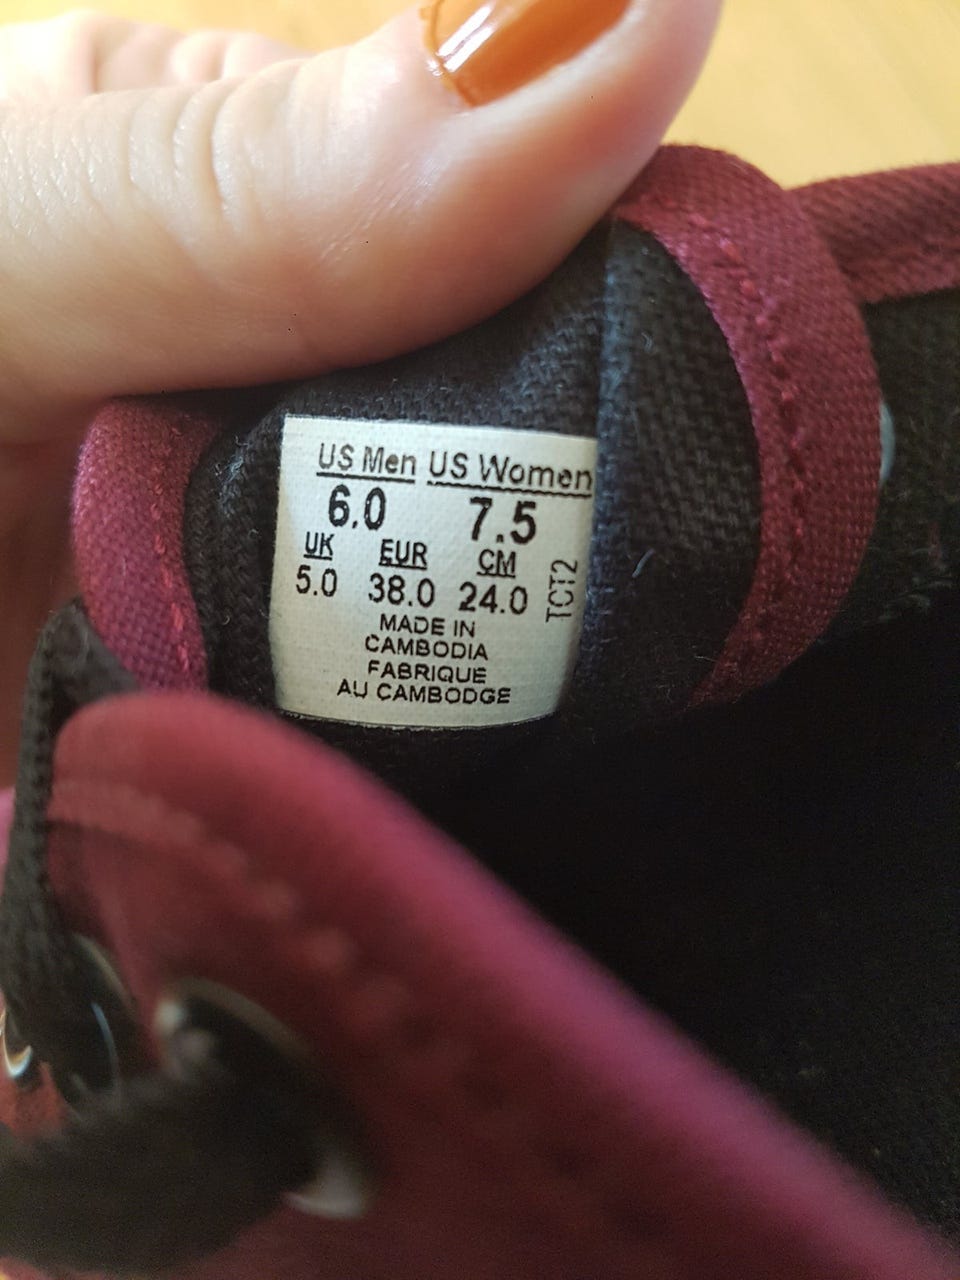 US Men US Women
6.0 7.5
UK EUR CM
5.0 38.0 24.0
TCT2
MADE IN
CAMBODIA
FABRIQUE
AU CAMBODGE